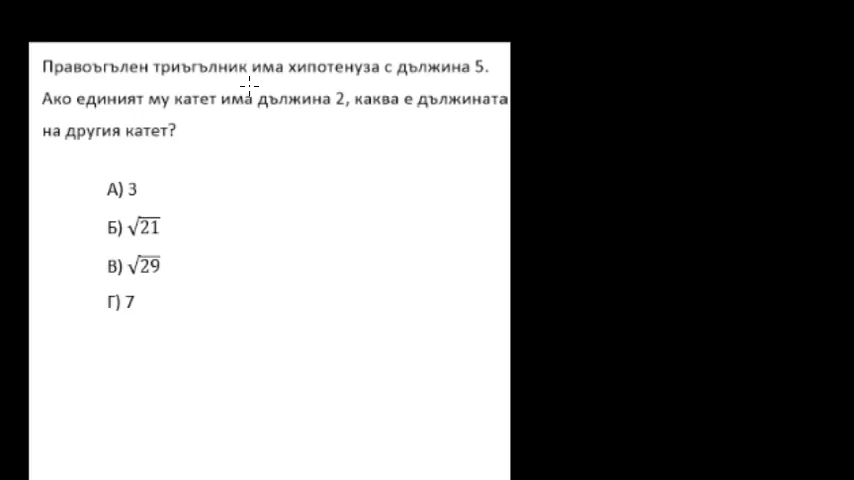 Правоъгълен триъгълник има хипотенуза с дължина 5.
Ако единият му катет има дължина 2, каква е дължината
на другия катет?
А) 3
Б) √21
В) √29
Г) 7